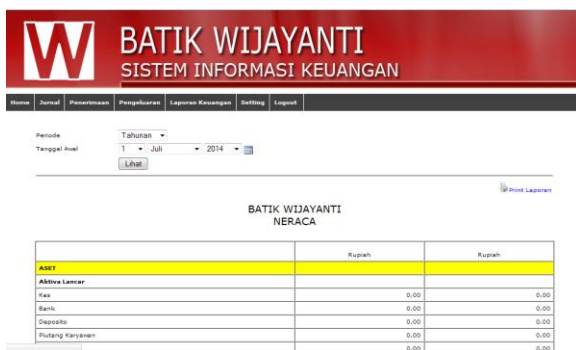 W
BATIK WIJAYANTI
SISTEM INFORMASI KEUANGAN
Home Jurnal Penerimaan Pengeluaran Laporan Keuangan Setting Logout
Periode Tahunan
Tanggal Awal 1 Juli 2014
Lihat
Print Laporan
BATIK WIJAYANTI
NERACA
Rupiah Rupiah
ASET
Aktiva Lancar
Kas 0.00 0.00
Bank 0.00 0.00
Deposito 0.00 0.00
Piutang Karyawan 0.00 0.00
0.00 0.00